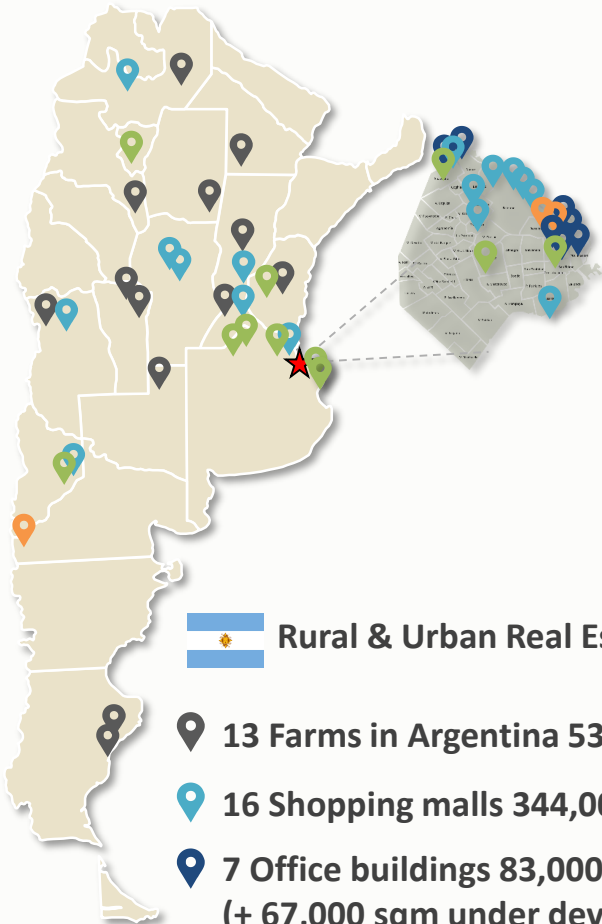 Rural & Urban Real Es
13 Farms in Argentina 53
16 Shopping malls 344,00
7 Office buildings 83,000
(+ 67,000 sqm under dev